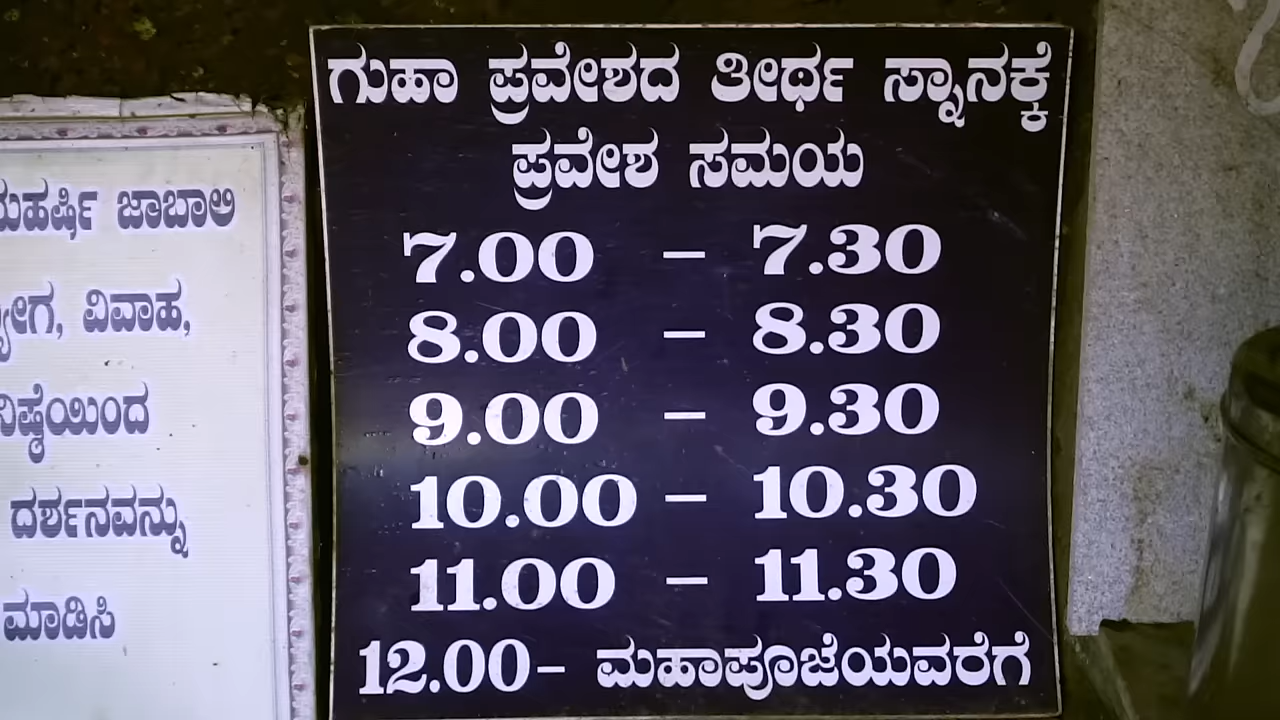 ಗುಹಾ ಪ್ರವೇಶದ ತೀರ್ಥ ಸ್ನಾನಕ್ಕೆ
ಪ್ರವೇಶ ಸಮಯ
7.00 – 7.30
8.00 – 8.30
9.00 – 9.30
10.00 – 10.30
11.00 – 11.30
12.00– ಮಹಾಪೂಜೆಯವರೆಗೆ
ಜಾಬಾಲಿ
ವಿವಾಹ,
ದರ್ಶನವನ್ನು
ಮಾಡಿಸಿ